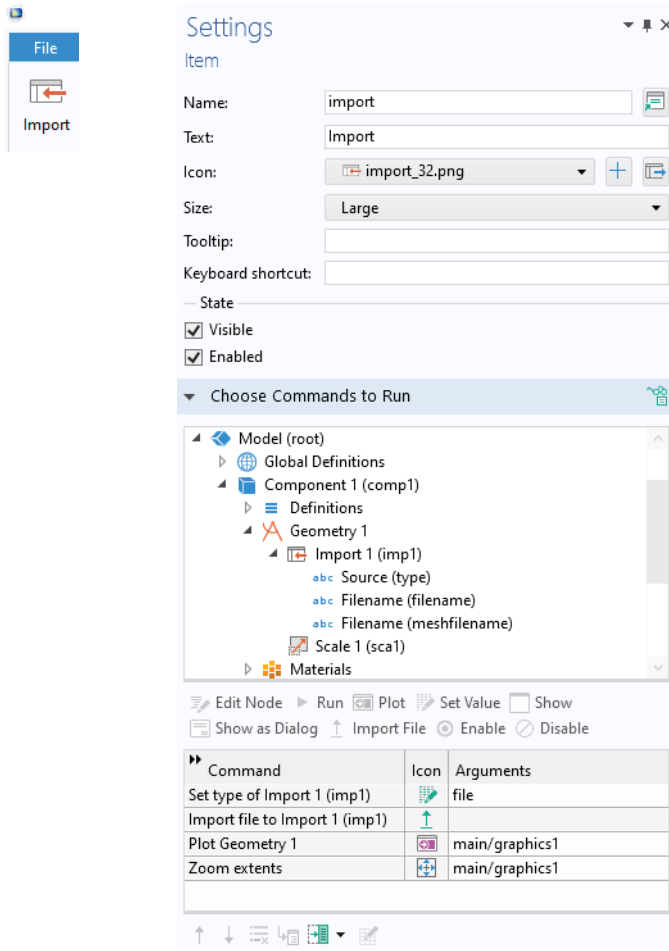 File
Import
Settings
Item
Name: import
Text: Import
Icon: import_32.png
Size: Large
Tooltip:
Keyboard shortcut:
State
Visible
Enabled
Choose Commands to Run
Model (root)
Global Definitions
Component 1 (comp1)
Definitions
Geometry 1
Import 1 (imp1)
abc Source (type)
abc Filename (filename)
abc Filename (meshfilename)
Scale 1 (sca1)
Materials
Edit Node Run Plot Set Value Show
Show as Dialog Import File Enable Disable
Command Icon Arguments
Set type of Import 1 (imp1) file
Import file to Import 1 (imp1)
Plot Geometry 1 main/graphics1
Zoom extents main/graphics1